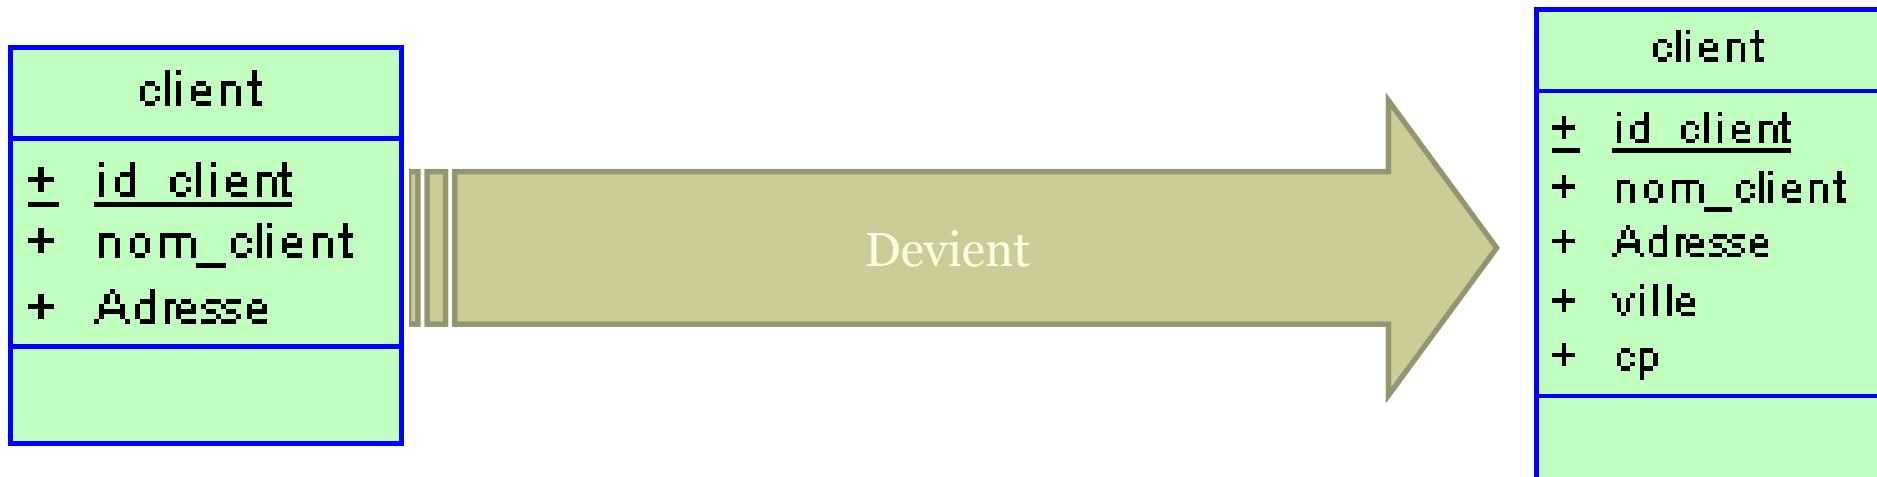 client
+ id_client
+ nom_client
+ Adresse
Devient
client
+ id_client
+ nom_client
+ Adresse
+ ville
+ cp